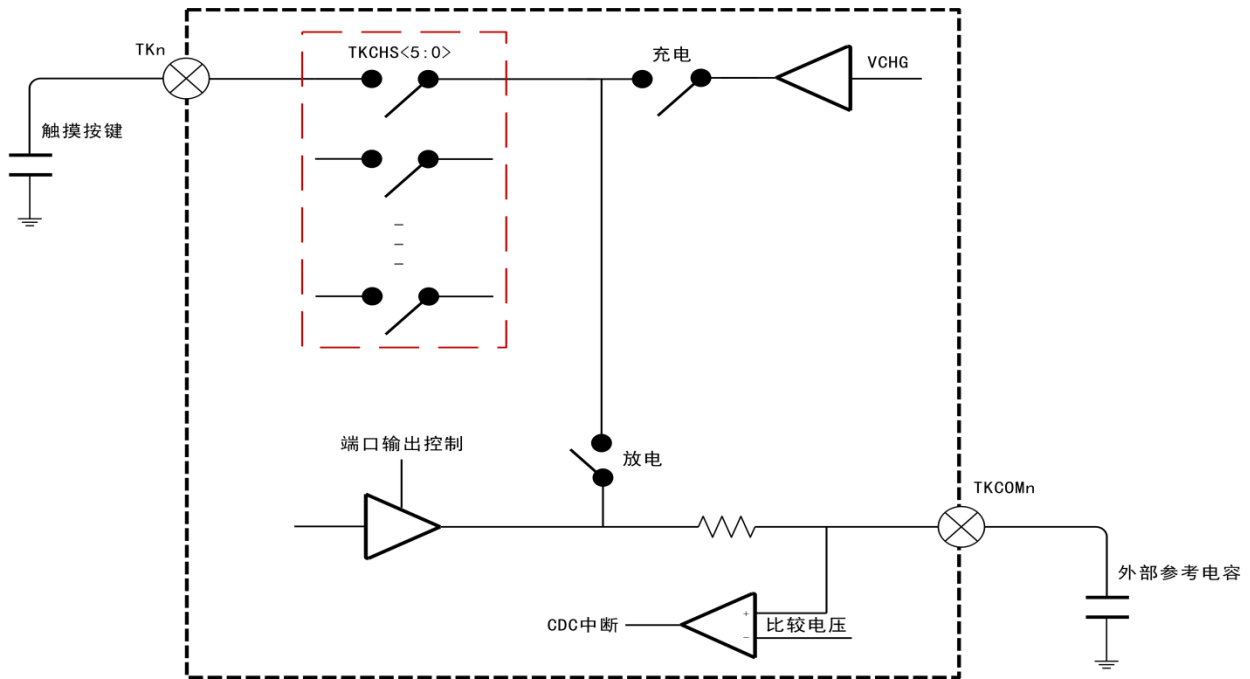 TKn
TKCHS<5:0>
充电
VCHG
触摸按键
端口输出控制
放电
TKCOMn
外部参考电容
CDC中断
+
-
比较电压